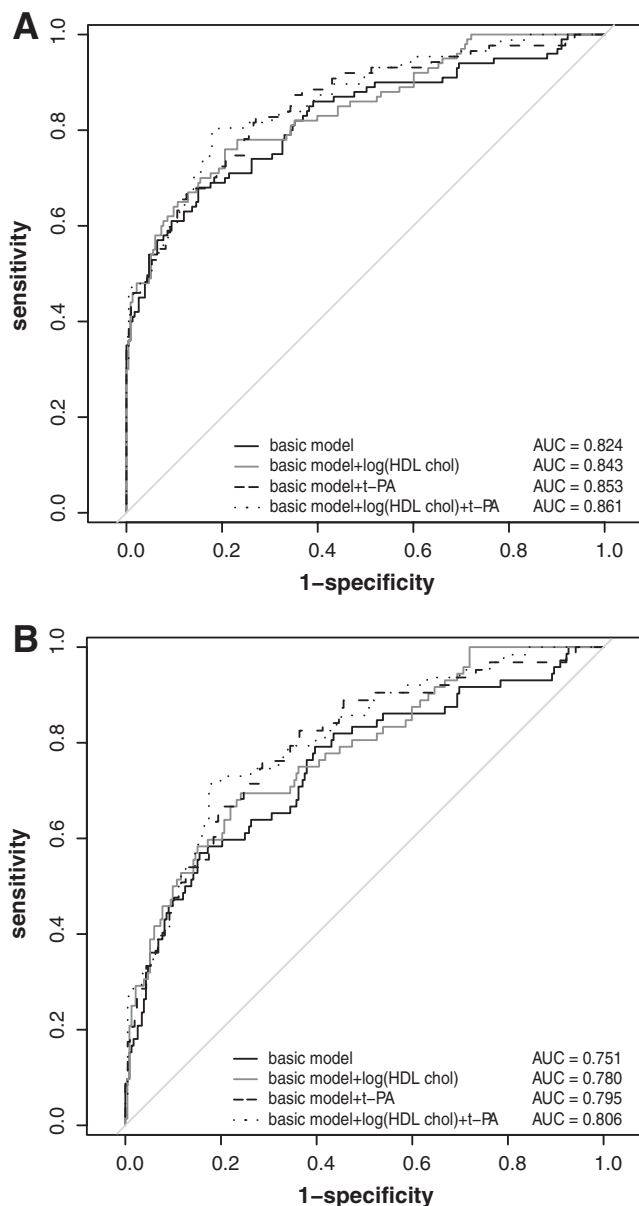 A
sensitivity
1.0
0.8
0.6
0.4
0.2
0.0
basic model AUC = 0.824
basic model+log(HDL chol) AUC = 0.843
basic model+t−PA AUC = 0.853
basic model+log(HDL chol)+t−PA AUC = 0.861
0.0 0.2 0.4 0.6 0.8 1.0
1−specificity
B
sensitivity
1.0
0.8
0.6
0.4
0.2
0.0
basic model AUC = 0.751
basic model+log(HDL chol) AUC = 0.780
basic model+t−PA AUC = 0.795
basic model+log(HDL chol)+t−PA AUC = 0.806
0.0 0.2 0.4 0.6 0.8 1.0
1−specificity